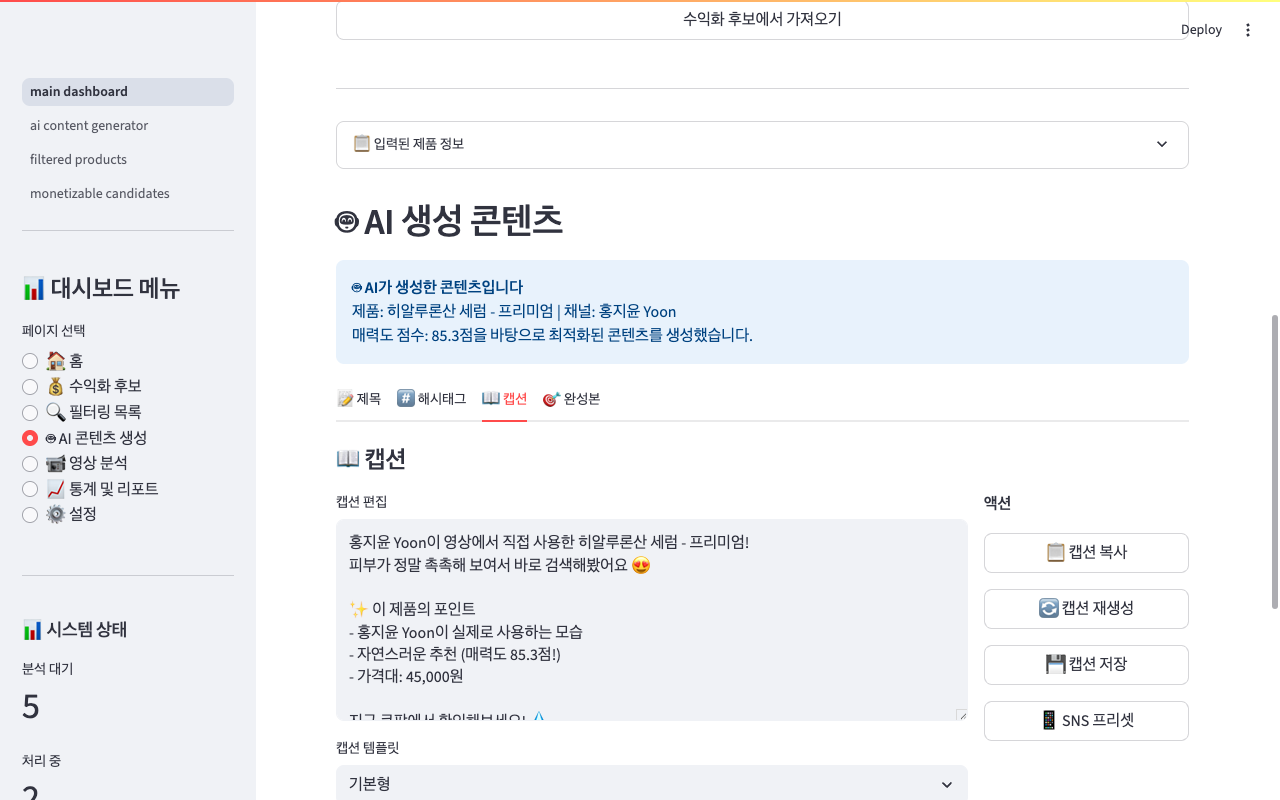 수익화 후보에서 가져오기
Deploy
main dashboard
ai content generator
filtered products
monetizable candidates
📊 대시보드 메뉴
페이지 선택
🏠 홈
💰 수익화 후보
🔍 필터링 목록
🤖 AI 콘텐츠 생성
📹 영상 분석
📈 통계 및 리포트
⚙️ 설정
📊 시스템 상태
분석 대기
5
처리 중
2
📋 입력된 제품 정보
🤖 AI 생성 콘텐츠
🤖 AI가 생성한 콘텐츠입니다
제품: 히알루론산 세럼 - 프리미엄 | 채널: 홍지윤 Yoon
매력도 점수: 85.3점을 바탕으로 최적화된 콘텐츠를 생성했습니다.
📝 제목
#️⃣ 해시태그
📖 캡션
🎯 완성본
📖 캡션
캡션 편집
홍지윤 Yoon이 영상에서 직접 사용한 히알루론산 세럼 - 프리미엄!
피부가 정말 촉촉해 보여서 바로 검색해봤어요 😍
✨ 이 제품의 포인트
- 홍지윤 Yoon이 실제로 사용하는 모습
- 자연스러운 추천 (매력도 85.3점!)
- 가격대: 45,000원
지금 쿠팡에서 확인해보세요! 💧
캡션 템플릿
기본형
액션
📋 캡션 복사
🔄 캡션 재생성
💾 캡션 저장
📱 SNS 프리셋